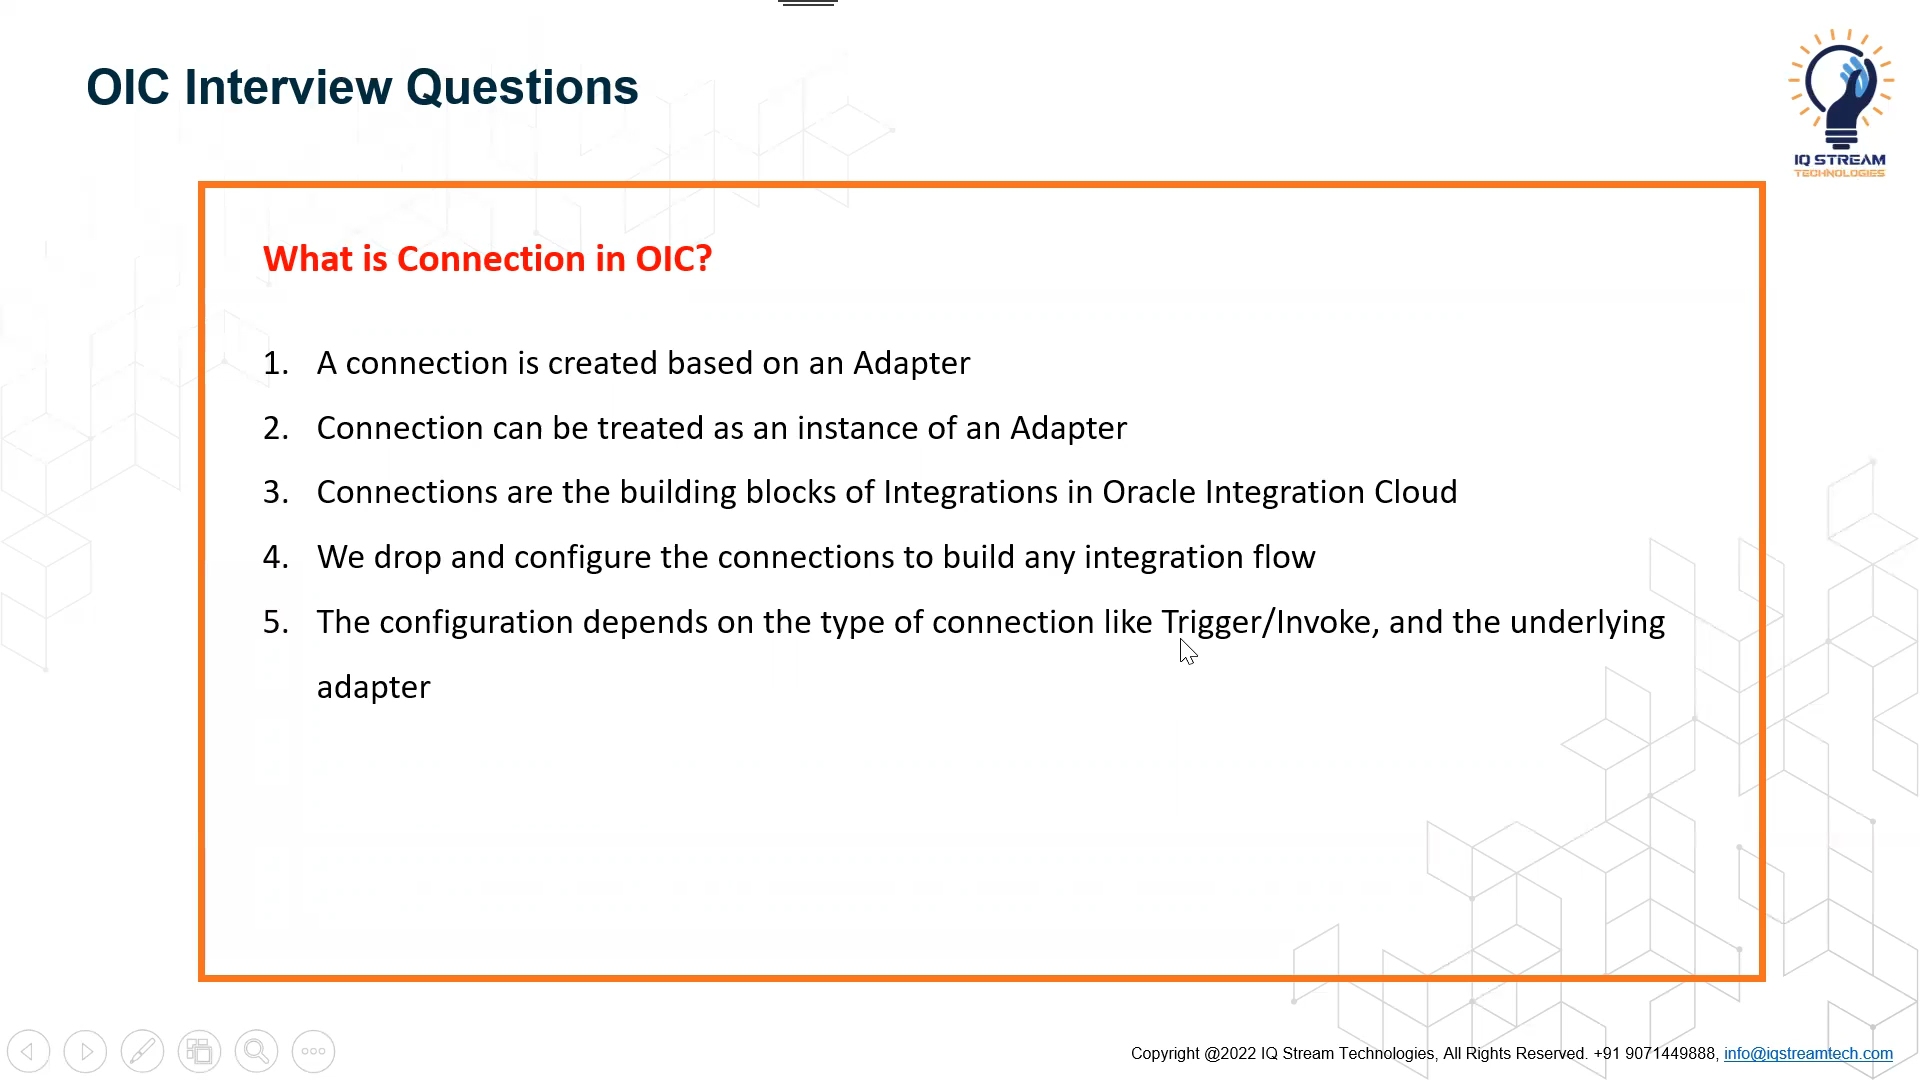 OIC Interview Questions
IQ STREAM
TECHNOLOGIES
What is Connection in OIC?
1. A connection is created based on an Adapter
2. Connection can be treated as an instance of an Adapter
3. Connections are the building blocks of Integrations in Oracle Integration Cloud
4. We drop and configure the connections to build any integration flow
5. The configuration depends on the type of connection like Trigger/Invoke, and the underlying
adapter
Copyright @2022 IQ Stream Technologies, All Rights Reserved. +91 9071449888, info@iqstreamtech.com